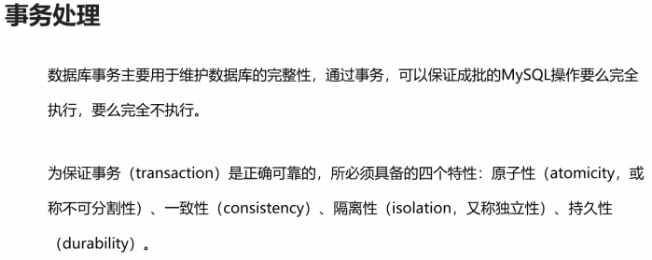 事务处理
数据库事务主要用于维护数据库的完整性，通过事务，可以保证成批的MySQL操作要么完全
执行，要么完全不执行。
为保证事务（transaction）是正确可靠的，所必须具备的四个特性：原子性（atomicity，或
称不可分割性）、一致性（consistency）、隔离性（isolation，又称独立性）、持久性
（durability）。